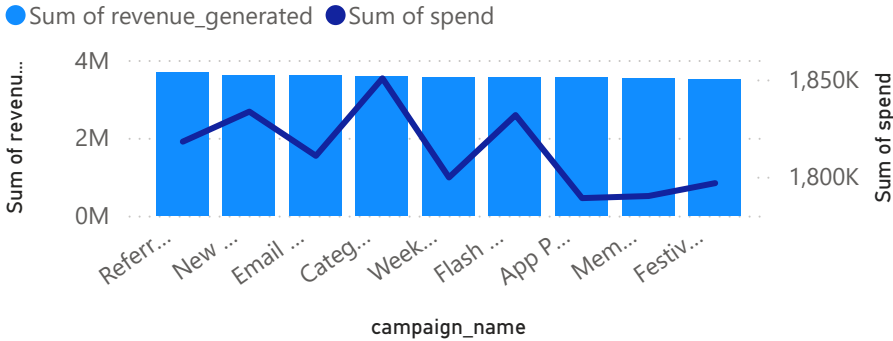 Sum of revenue_generated Sum of spend
4M
2M
0M
1,850K
1,800K
Sum of revenu...
Sum of spend
Referr...
New ...
Email ...
Categ...
Week...
Flash ...
App P...
Mem...
Festiv...
campaign_name